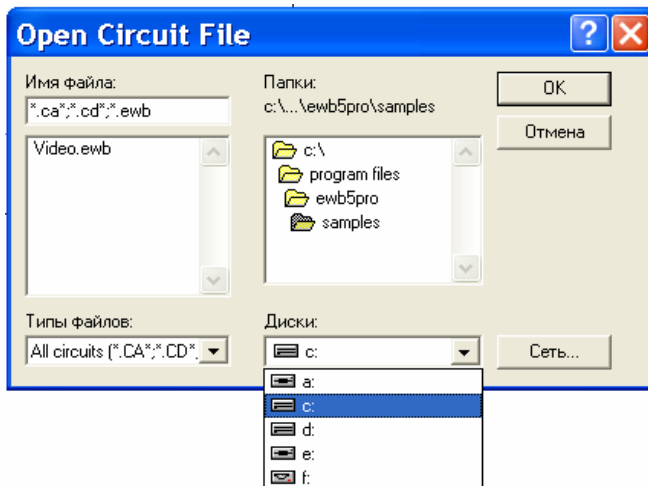 Open Circuit File
Имя файла:
*.ca*;*.cd*;*.ewb
Video.ewb
Типы файлов:
All circuits (*.CA*;*.CD*,
Папки:
c:\...\ewb5pro\samples
c:\
program files
ewb5pro
samples
Диски:
c:
a:
c:
d:
e:
f:
OK
Отмена
Сеть...